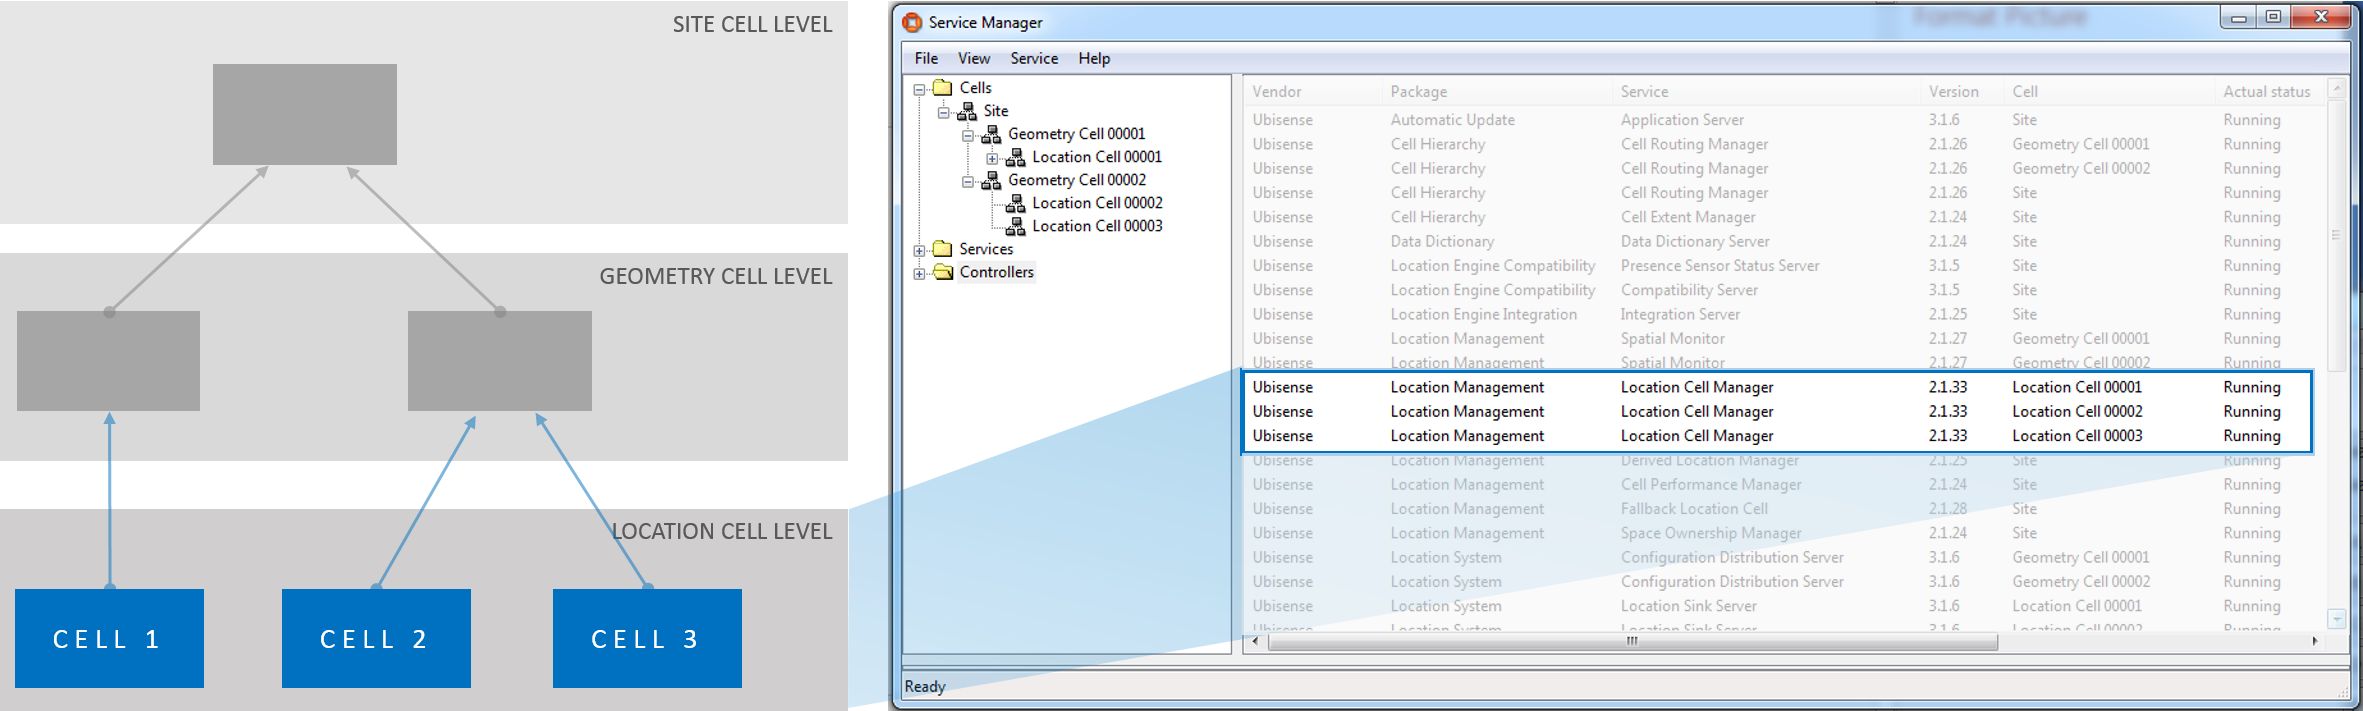 SITE CELL LEVEL
GEOMETRY CELL LEVEL
LOCATION CELL LEVEL
CELL 1
CELL 2
CELL 3
Format Picture
Service Manager
File View Service Help
Cells
Site
Geometry Cell 00001
Location Cell 00001
Geometry Cell 00002
Location Cell 00002
Location Cell 00003
Services
Controllers
Vendor Package Service Version Cell Actual status
Ubisense Automatic Update Application Server 3.1.6 Site Running
Ubisense Cell Hierarchy Cell Routing Manager 2.1.26 Geometry Cell 00001 Running
Ubisense Cell Hierarchy Cell Routing Manager 2.1.26 Geometry Cell 00002 Running
Ubisense Cell Hierarchy Cell Routing Manager 2.1.26 Site Running
Ubisense Cell Hierarchy Cell Extent Manager 2.1.24 Site Running
Ubisense Data Dictionary Data Dictionary Server 2.1.24 Site Running
Ubisense Location Engine Compatibility Presence Sensor Status Server 3.1.5 Site Running
Ubisense Location Engine Compatibility Compatibility Server 3.1.5 Site Running
Ubisense Location Engine Integration Integration Server 2.1.25 Site Running
Ubisense Location Management Spatial Monitor 2.1.27 Geometry Cell 00001 Running
Ubisense Location Management Spatial Monitor 2.1.27 Geometry Cell 00002 Running
Ubisense Location Management Location Cell Manager 2.1.33 Location Cell 00001 Running
Ubisense Location Management Location Cell Manager 2.1.33 Location Cell 00002 Running
Ubisense Location Management Location Cell Manager 2.1.33 Location Cell 00003 Running
Ubisense Location Management Derived Location Manager 2.1.25 Site Running
Ubisense Location Management Cell Performance Manager 2.1.24 Site Running
Ubisense Location Management Fallback Location Cell 2.1.28 Site Running
Ubisense Location Management Space Ownership Manager 2.1.24 Site Running
Ubisense Location System Configuration Distribution Server 3.1.6 Geometry Cell 00001 Running
Ubisense Location System Configuration Distribution Server 3.1.6 Geometry Cell 00002 Running
Ubisense Location System Location Sink Server 3.1.6 Location Cell 00001 Running
Ubisense Location System Location Sink Server 3.1.6 Location Cell 00002 Running
Ready